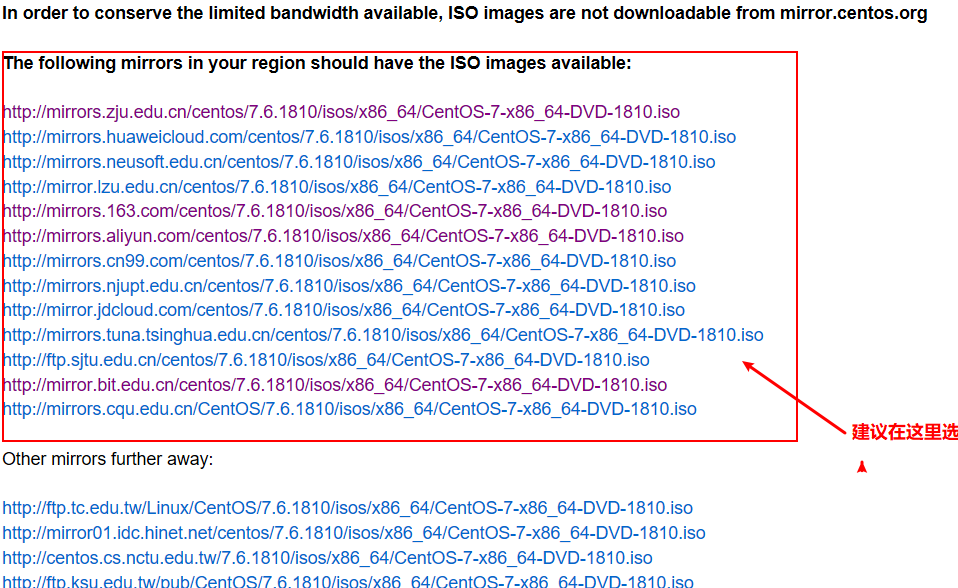 In order to conserve the limited bandwidth available, ISO images are not downloadable from mirror.centos.org
The following mirrors in your region should have the ISO images available:
http://mirrors.zju.edu.cn/centos/7.6.1810/isos/x86_64/CentOS-7-x86_64-DVD-1810.iso
http://mirrors.huaweicloud.com/centos/7.6.1810/isos/x86_64/CentOS-7-x86_64-DVD-1810.iso
http://mirrors.neusoft.edu.cn/centos/7.6.1810/isos/x86_64/CentOS-7-x86_64-DVD-1810.iso
http://mirror.lzu.edu.cn/centos/7.6.1810/isos/x86_64/CentOS-7-x86_64-DVD-1810.iso
http://mirrors.163.com/centos/7.6.1810/isos/x86_64/CentOS-7-x86_64-DVD-1810.iso
http://mirrors.aliyun.com/centos/7.6.1810/isos/x86_64/CentOS-7-x86_64-DVD-1810.iso
http://mirrors.cn99.com/centos/7.6.1810/isos/x86_64/CentOS-7-x86_64-DVD-1810.iso
http://mirrors.njupt.edu.cn/centos/7.6.1810/isos/x86_64/CentOS-7-x86_64-DVD-1810.iso
http://mirror.jdcloud.com/centos/7.6.1810/isos/x86_64/CentOS-7-x86_64-DVD-1810.iso
http://mirrors.tuna.tsinghua.edu.cn/centos/7.6.1810/isos/x86_64/CentOS-7-x86_64-DVD-1810.iso
http://ftp.sjtu.edu.cn/centos/7.6.1810/isos/x86_64/CentOS-7-x86_64-DVD-1810.iso
http://mirror.bit.edu.cn/centos/7.6.1810/isos/x86_64/CentOS-7-x86_64-DVD-1810.iso
http://mirrors.cqu.edu.cn/CentOS/7.6.1810/isos/x86_64/CentOS-7-x86_64-DVD-1810.iso
建议在这里选
Other mirrors further away:
http://ftp.tc.edu.tw/Linux/CentOS/7.6.1810/isos/x86_64/CentOS-7-x86_64-DVD-1810.iso
http://mirror01.idc.hinet.net/centos/7.6.1810/isos/x86_64/CentOS-7-x86_64-DVD-1810.iso
http://centos.cs.nctu.edu.tw/7.6.1810/isos/x86_64/CentOS-7-x86_64-DVD-1810.iso
http://ftp.ksu.edu.tw/pub/CentOS/7.6.1810/isos/x86_64/CentOS-7-x86_64-DVD-1810.iso